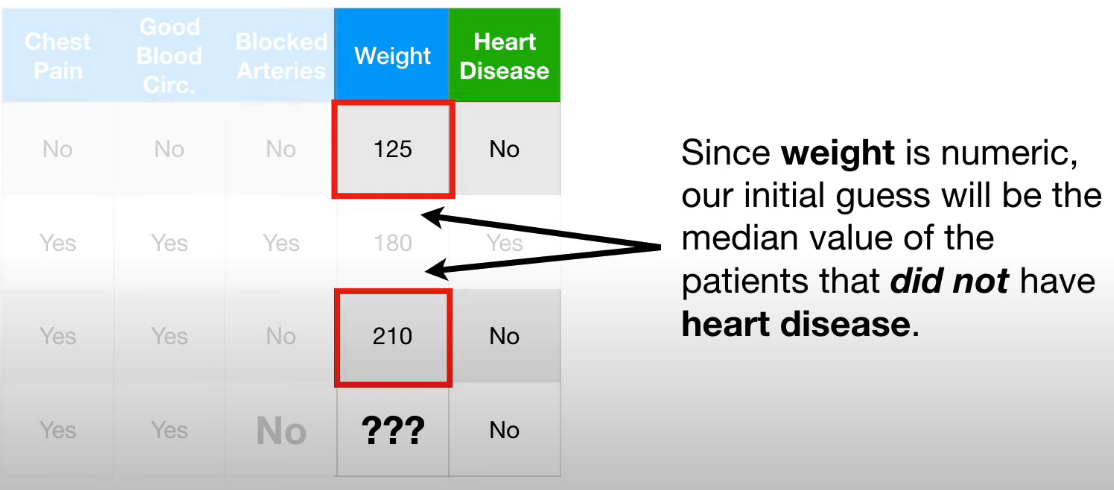 Chest Pain Good Blood Circ. Blocked Arteries Weight Heart Disease
No No No 125 No
Yes Yes Yes 180 Yes
Yes Yes No 210 No
Yes Yes No ??? No
Since weight is numeric,
our initial guess will be the
median value of the
patients that did not have
heart disease.